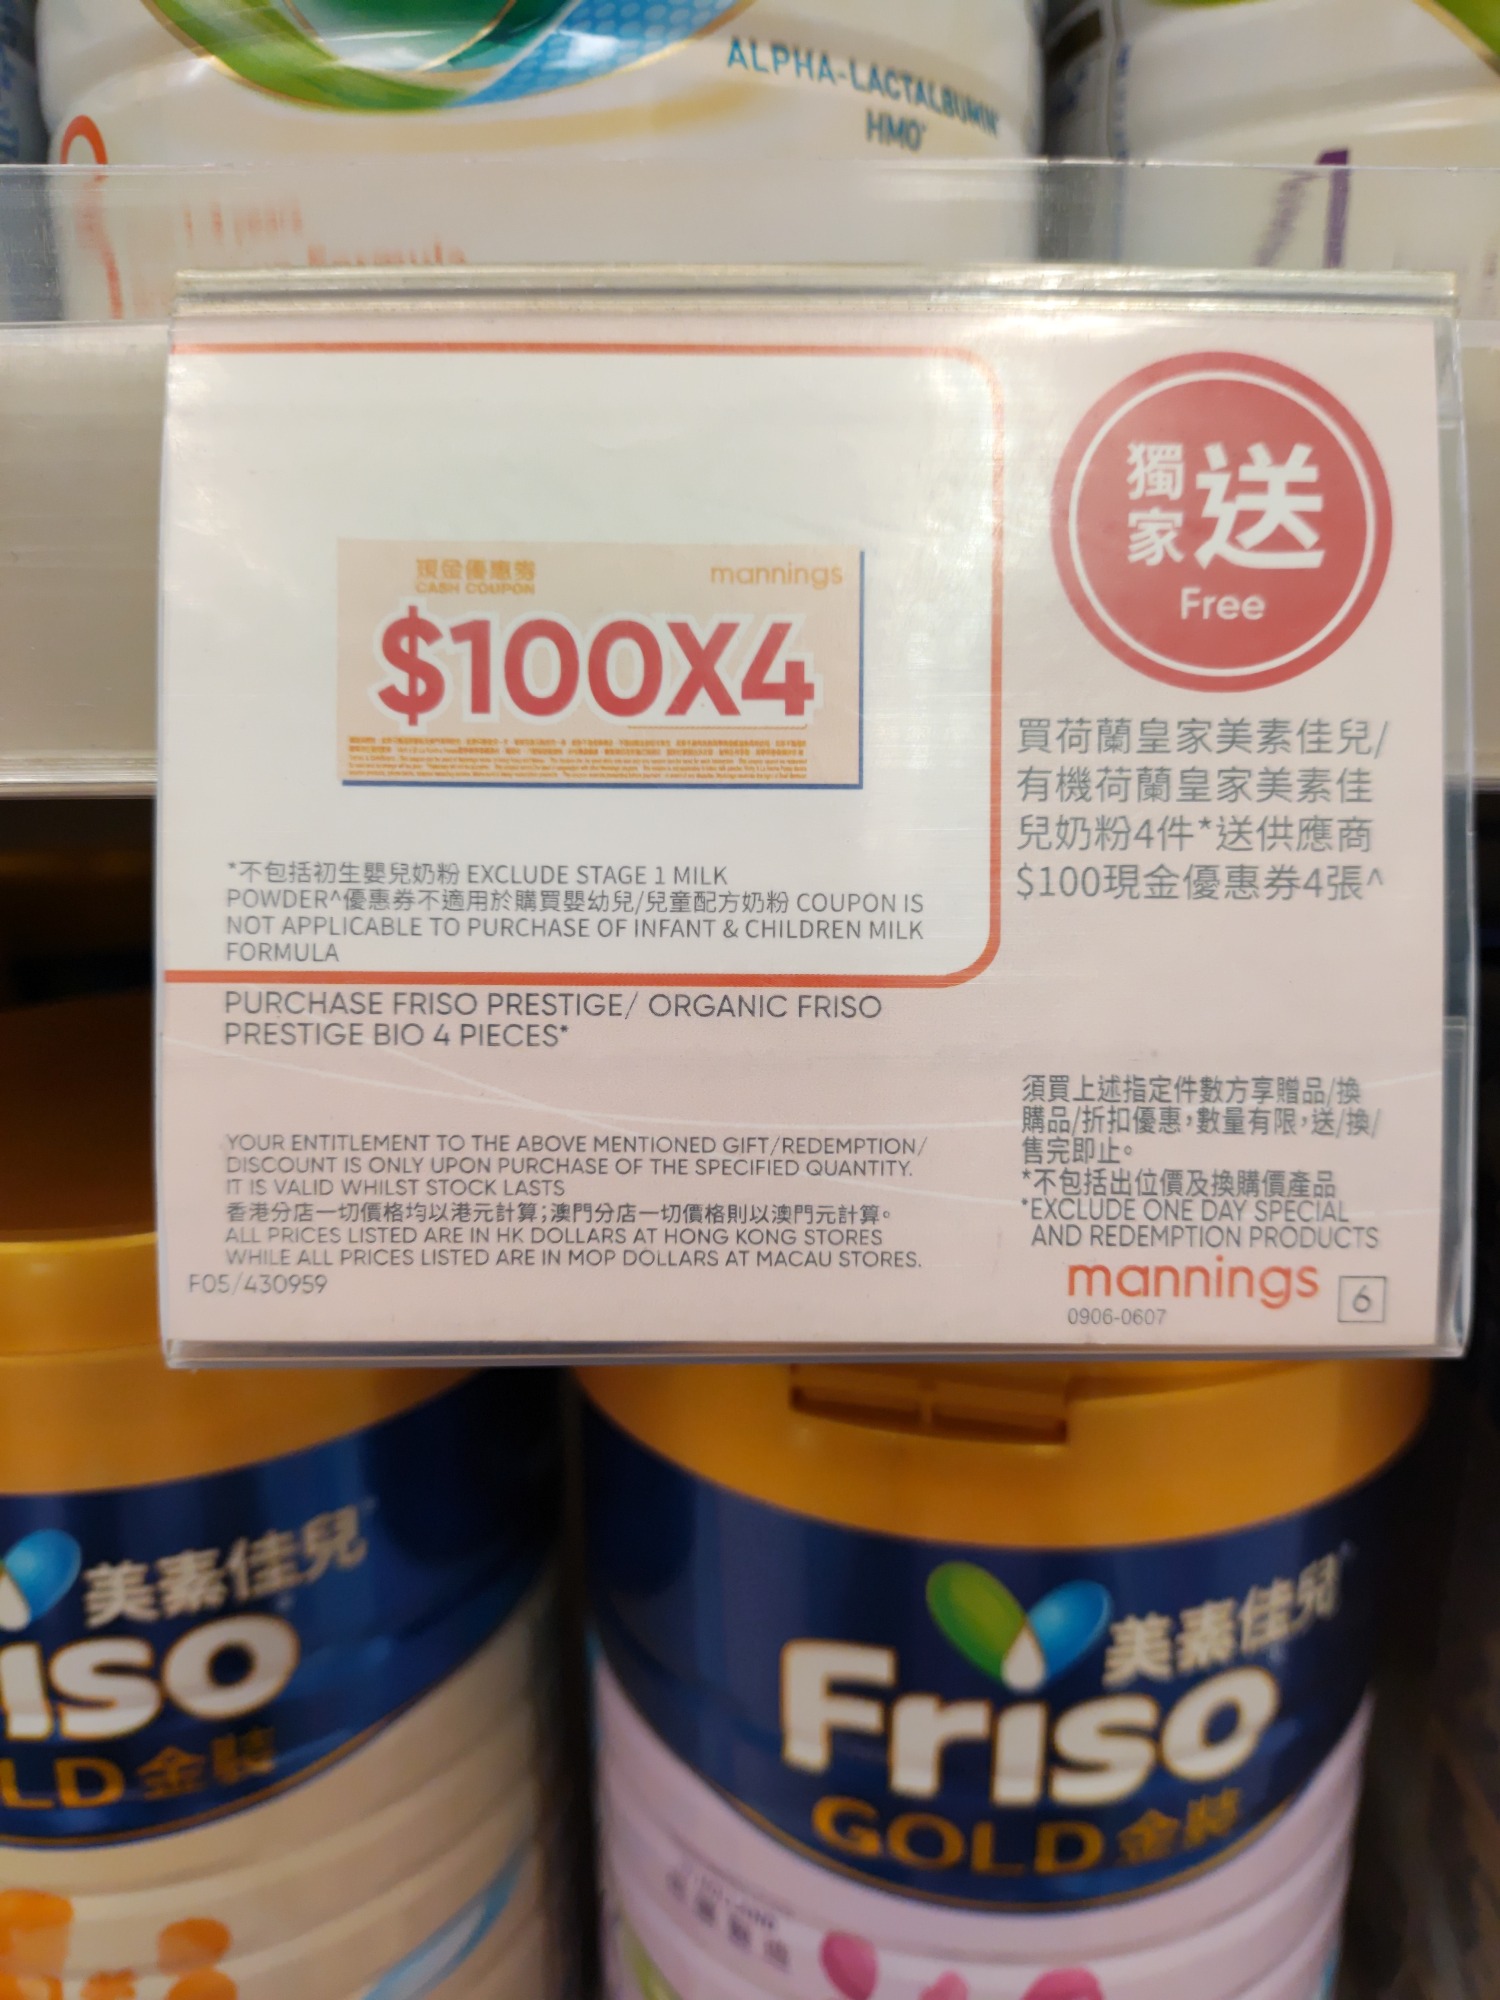 ALPHA-LACTALBUMIN
HMO
1-3 years
Formula
現金優惠券
CASH COUPON
mannings
$100X4
獨家送
Free
買荷蘭皇家美素佳兒/
有機荷蘭皇家美素佳
兒奶粉4件*送供應商
$100現金優惠券4張^
*不包括初生嬰兒奶粉 EXCLUDE STAGE 1 MILK
POWDER^優惠券不適用於購買嬰幼兒/兒童配方奶粉 COUPON IS
NOT APPLICABLE TO PURCHASE OF INFANT & CHILDREN MILK
FORMULA
PURCHASE FRISO PRESTIGE/ ORGANIC FRISO
PRESTIGE BIO 4 PIECES*
YOUR ENTITLEMENT TO THE ABOVE MENTIONED GIFT/REDEMPTION/
DISCOUNT IS ONLY UPON PURCHASE OF THE SPECIFIED QUANTITY.
IT IS VALID WHILST STOCK LASTS
香港分店一切價格均以港元計算;澳門分店一切價格則以澳門元計算。
ALL PRICES LISTED ARE IN HK DOLLARS AT HONG KONG STORES
WHILE ALL PRICES LISTED ARE IN MOP DOLLARS AT MACAU STORES.
F05/430959
須買上述指定件數方享贈品/換
購品/折扣優惠,數量有限,送/換/
售完即止。
*不包括出位價及換購價產品
*EXCLUDE ONE DAY SPECIAL
AND REDEMPTION PRODUCTS
mannings
6
0906-0607
美素佳兒
iso
LD 金裝
美素佳兒
Friso
GOLD 金裝